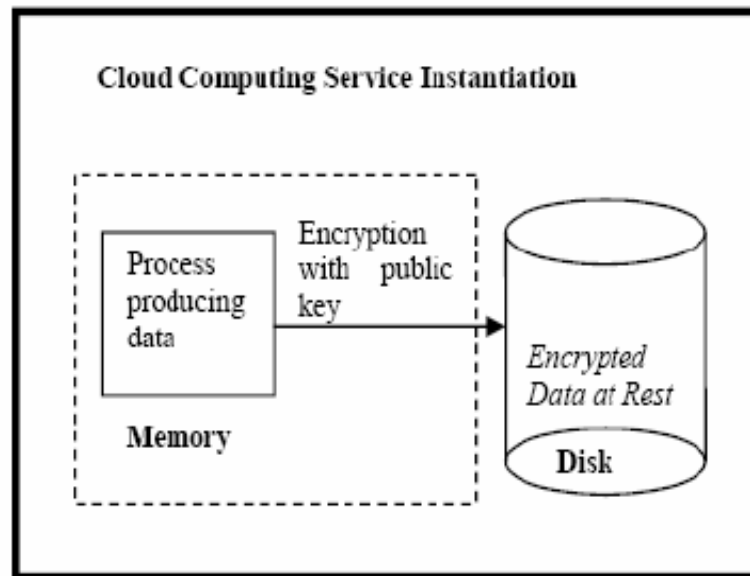 Cloud Computing Service Instantiation
Process
producing
data
Encryption
with public
key
Memory
Encrypted
Data at Rest
Disk